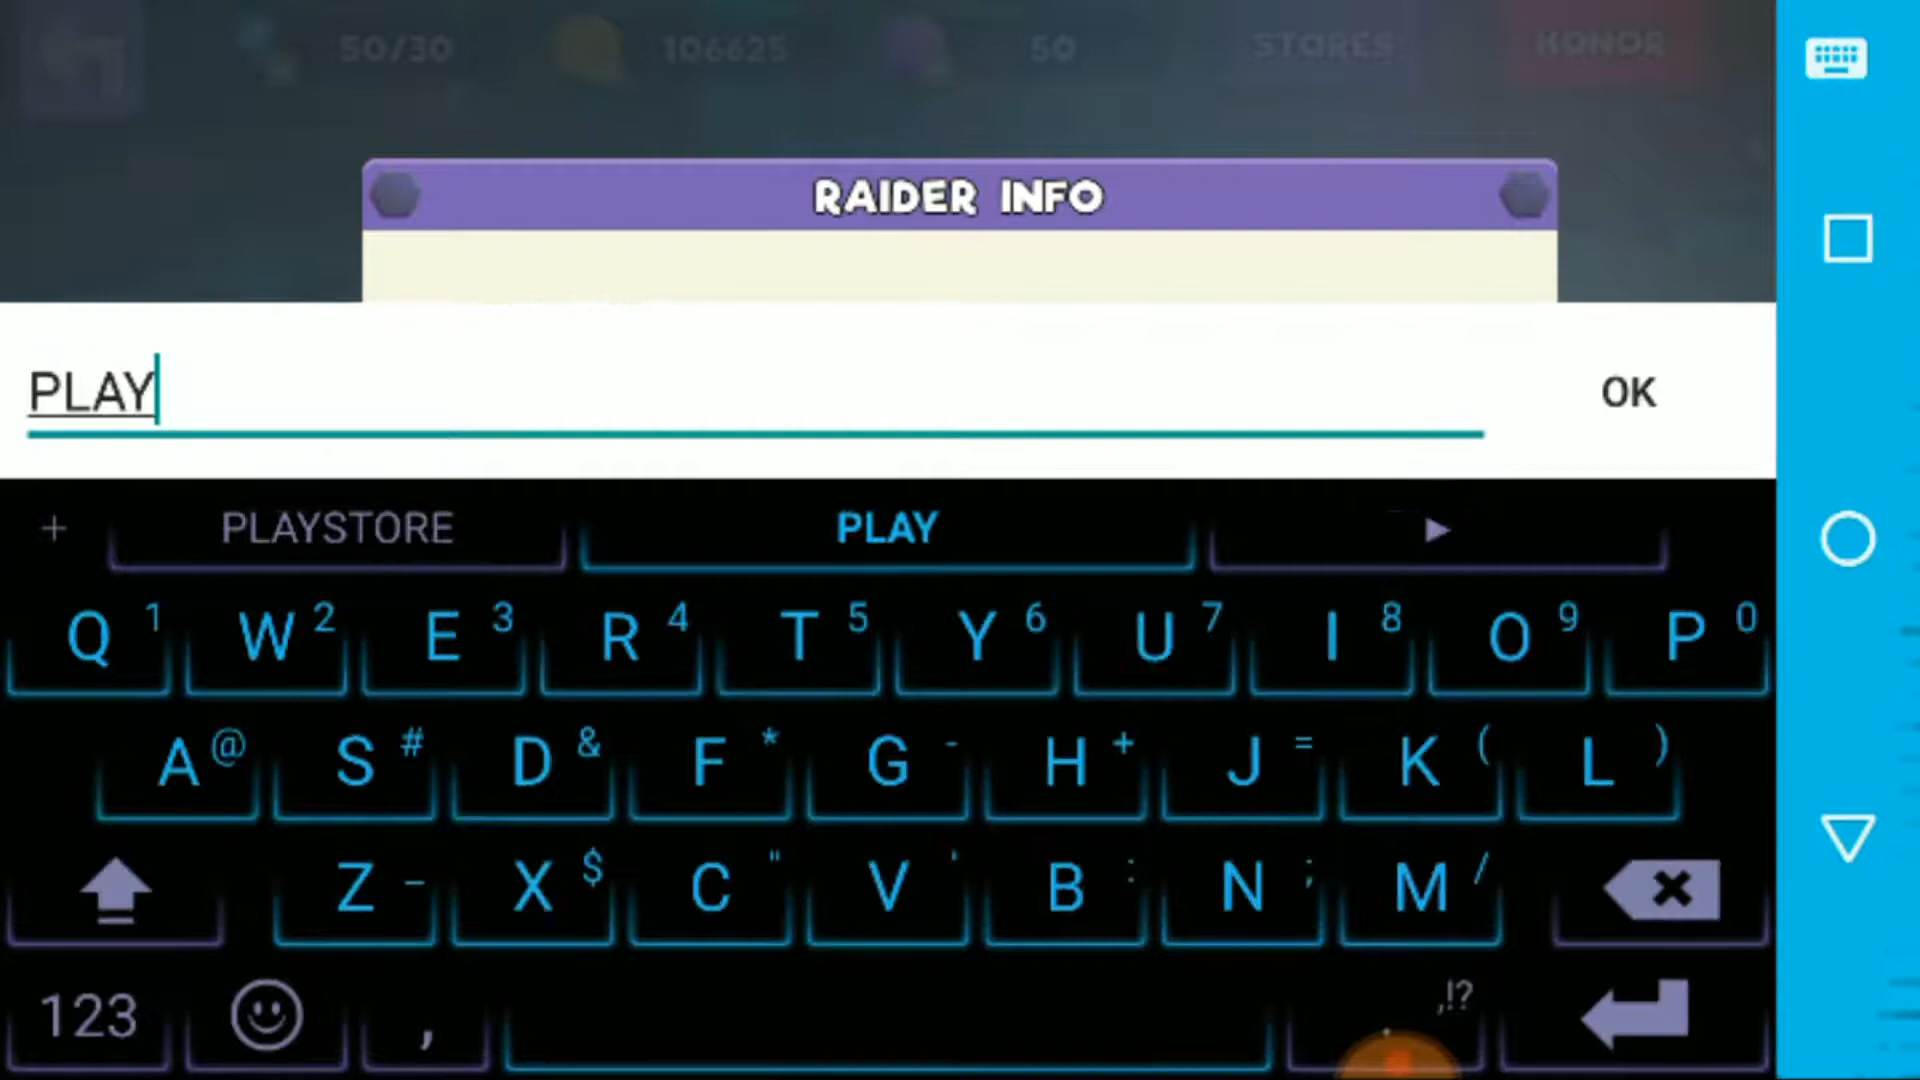 50/30 106625 50 STORES KONOR
RAIDER INFO
PLAY OK
+ PLAYSTORE PLAY
Q 1 W 2 E 3 R 4 T 5 Y 6 U 7 I 8 O 9 P 0
A @ S # D & F * G - H + J = K ( L )
Z _ X $ C " V ' B : N ; M /
123 , . ,!?